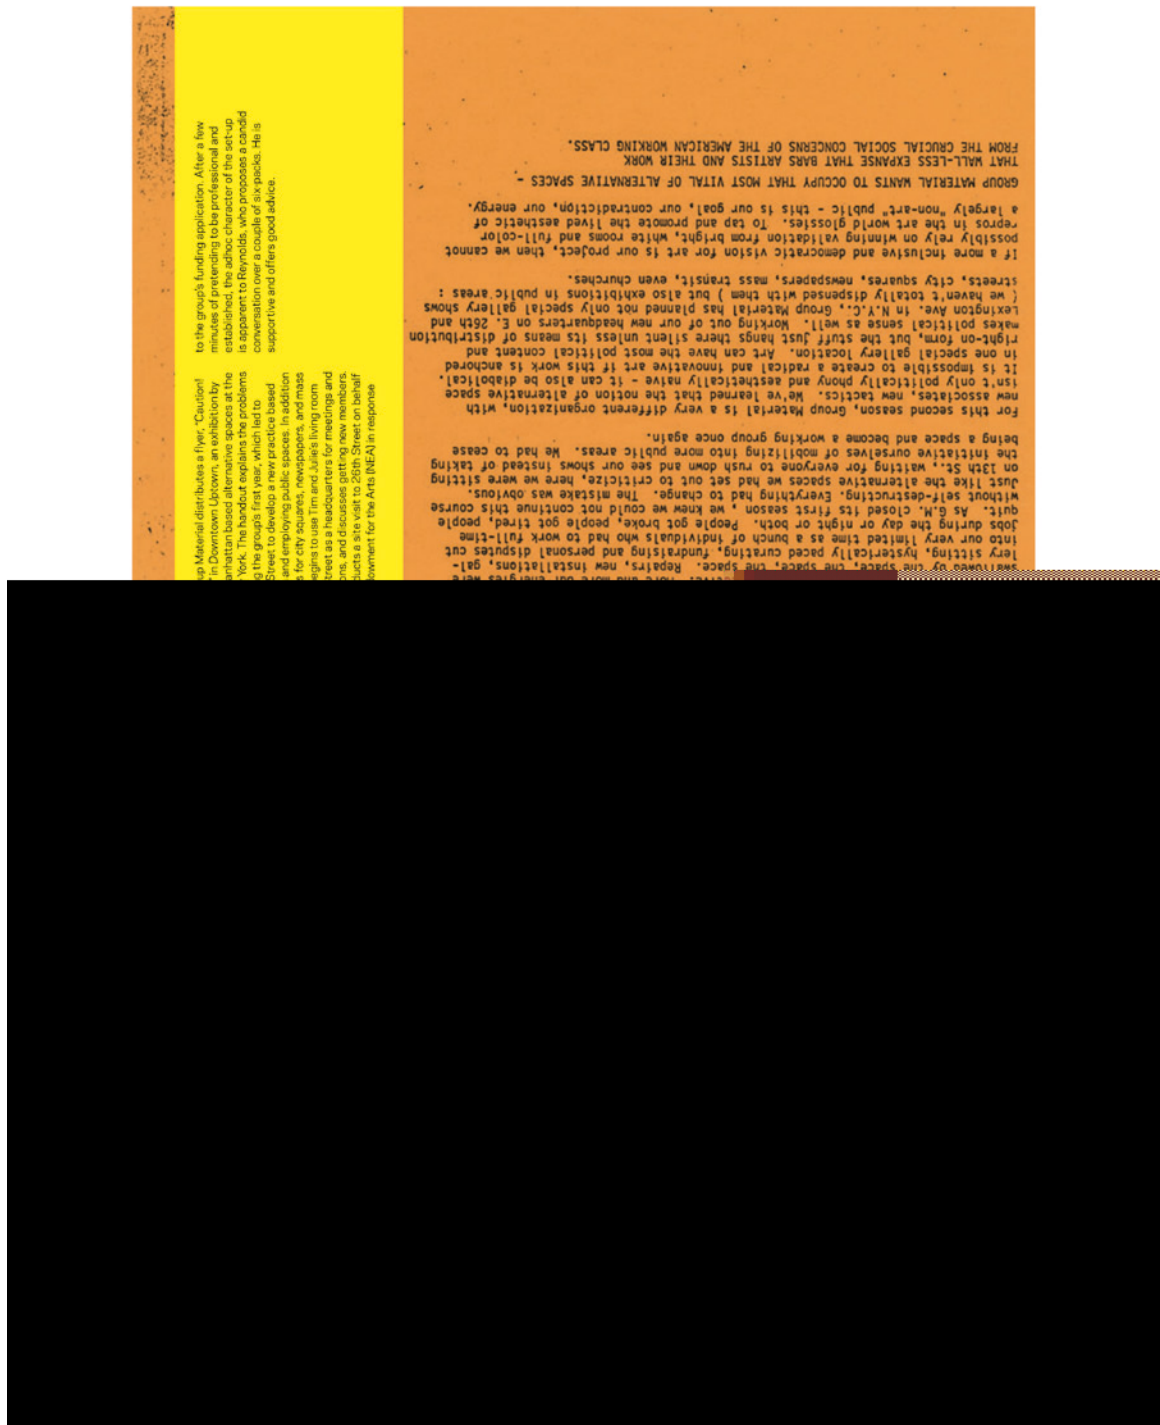 up Material distributes a flyer, "Caution!
" in Downtown Uptown, an exhibition by
anhattan based alternative spaces at the
York. The handout explains the problems
g the group's first year, which led to
Street to develop a new practice based
and employing public spaces. In addition
s for city squares, newspapers, and mass
egins to use Tim and Julie's living room
treet as a headquarters for meetings and
ons, and discusses getting new members.
ducts a site visit to 26th Street on behalf
dowment for the Arts (NEA) in response
to the group's funding application. After a few
minutes of pretending to be professional and
established, the adhoc character of the set-up
is apparent to Reynolds, who proposes a candid
conversation over a couple of six-packs. He is
supportive and offers good advice.
more and more our energies were
swallowed by the space, the space, the space. Repairs, new installations, gal-
lery sitting, hysterically paced curating, fundraising and personal disputes cut
into our very limited time as a bunch of individuals who had to work full-time
jobs during the day or night or both. People got broke, people got tired, people
quit. As G.M. closed its first season , we knew we could not continue this course
without self-destructing. Everything had to change. The mistake was obvious.
Just like the alternative spaces we had set out to criticize, here we were sitting
on 13th St., waiting for everyone to rush down and see our shows instead of taking
the initiative ourselves of mobilizing into more public areas. We had to cease
being a space and become a working group once again.
For this second season, Group Material is a very different organization, with
new associates, new tactics. We've learned that the notion of alternative space
isn't only politically phony and aesthetically naive - it can also be diabolical.
It is impossible to create a radical and innovative art if this work is anchored
in one special gallery location. Art can have the most political content and
right-on form, but the stuff just hangs there silent unless its means of distribution
makes political sense as well. Working out of our new headquarters on E. 26th and
Lexington Ave. in N.Y.C., Group Material has planned not only special gallery shows
( we haven't totally dispensed with them ) but also exhibitions in public areas :
streets, city squares, newspapers, mass transit, even churches.
If a more inclusive and democratic vision for art is our project, then we cannot
possibly rely on winning validation from bright, white rooms and full-color
repros in the art world glossies. To tap and promote the lived aesthetic of
a largely "non-art" public - this is our goal, our contradiction, our energy.
GROUP MATERIAL WANTS TO OCCUPY THAT MOST VITAL OF ALTERNATIVE SPACES -
THAT WALL-LESS EXPANSE THAT BARS ARTISTS AND THEIR WORK
FROM THE CRUCIAL SOCIAL CONCERNS OF THE AMERICAN WORKING CLASS.